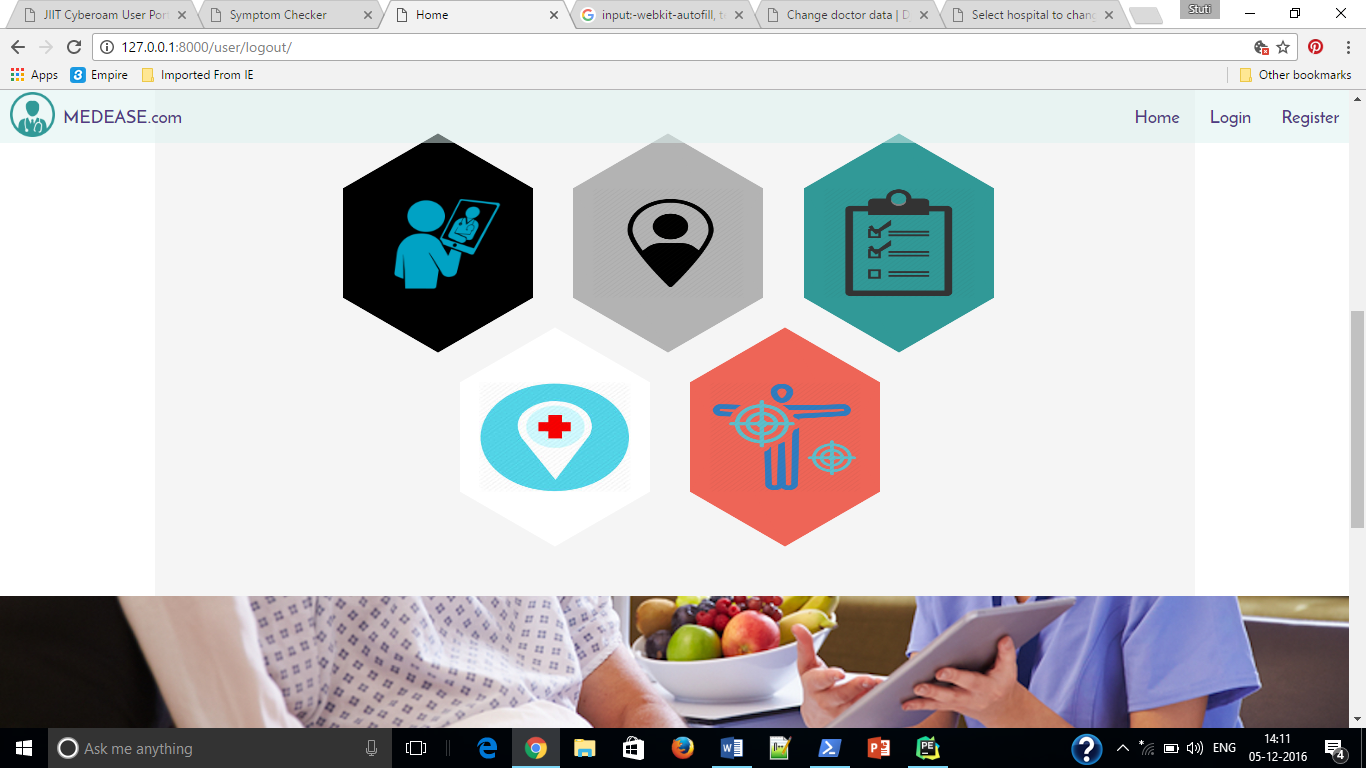 JIIT Cyberoam User Por
Symptom Checker
Home
input:-webkit-autofill, te
Change doctor data | D
Select hospital to chang
Stuti
127.0.0.1:8000/user/logout/
Apps
Empire
Imported From IE
Other bookmarks
MEDEASE.com
Home
Login
Register
Ask me anything
ENG
14:11
05-12-2016
4